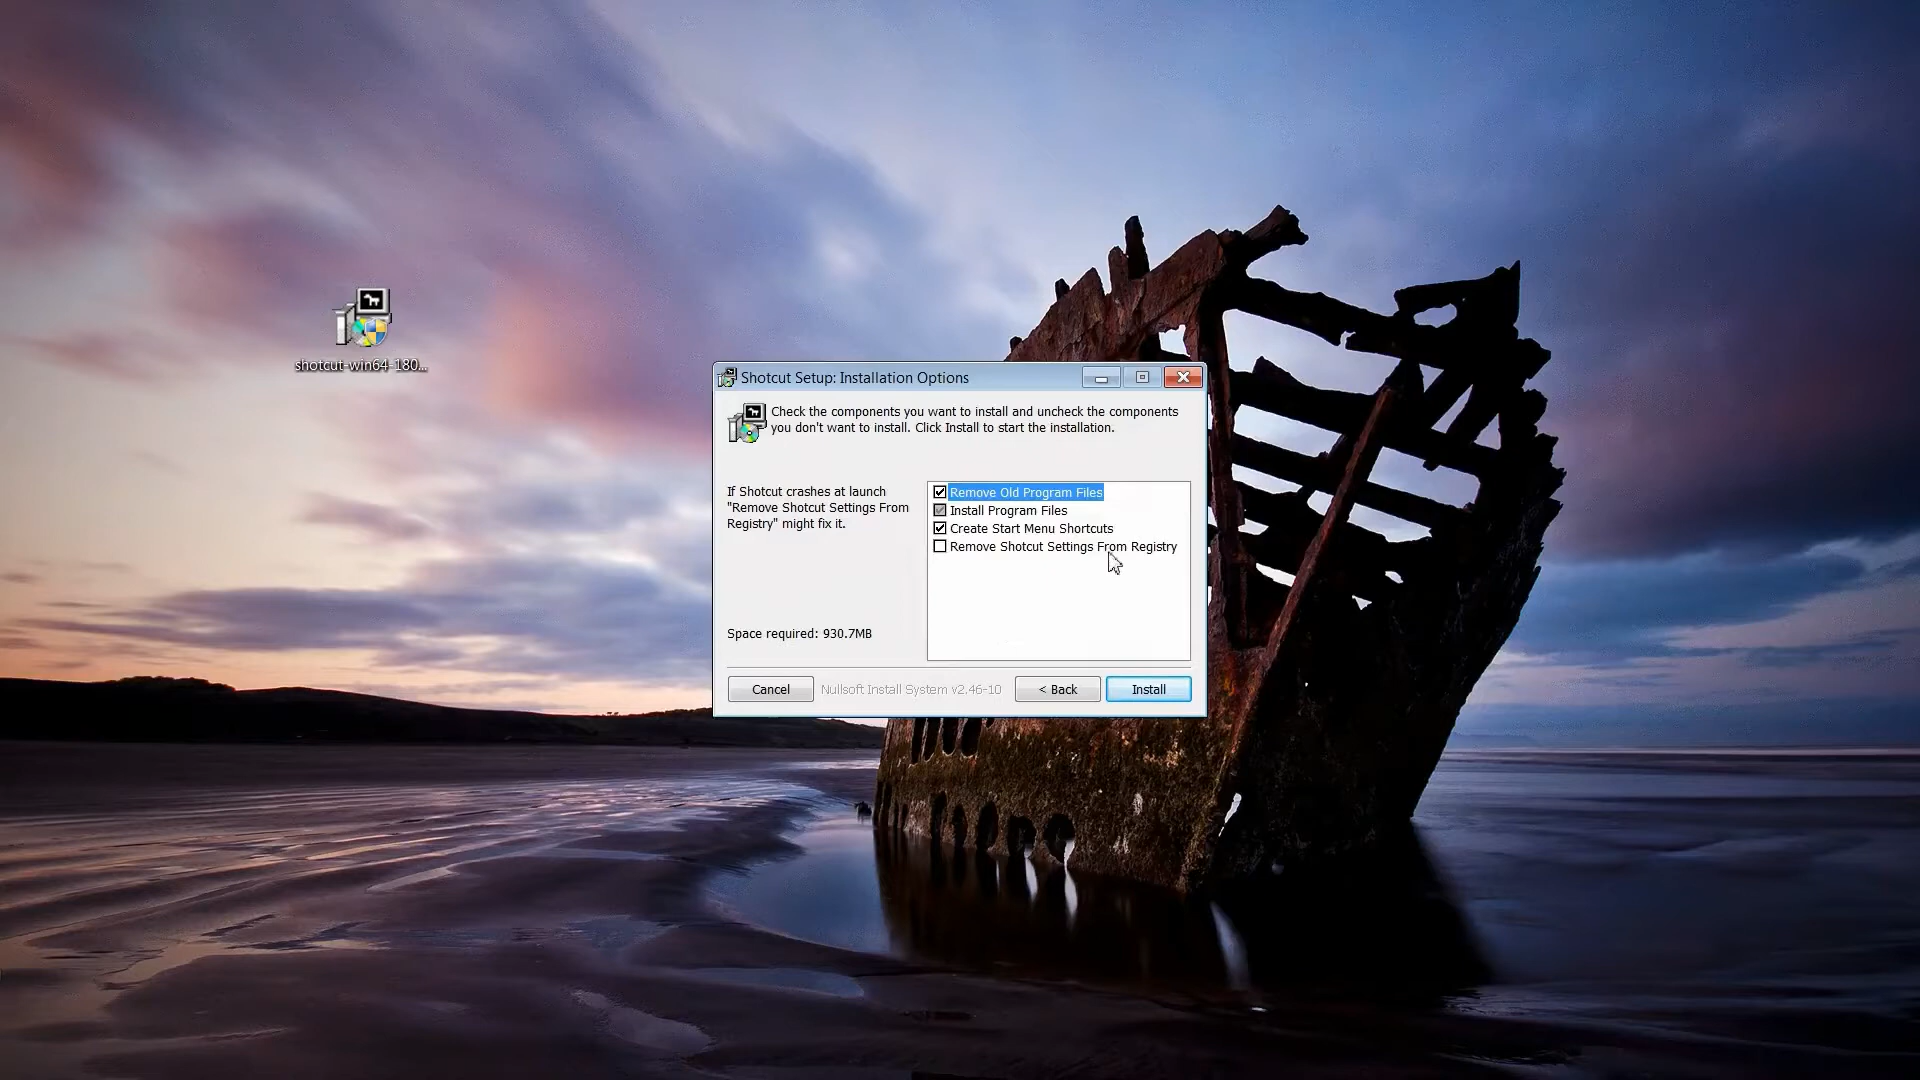 shotcut-win64-180...
Shotcut Setup: Installation Options
Check the components you want to install and uncheck the components
you don't want to install. Click Install to start the installation.
If Shotcut crashes at launch
"Remove Shotcut Settings From
Registry" might fix it.
Remove Old Program Files
Install Program Files
Create Start Menu Shortcuts
Remove Shotcut Settings From Registry
Space required: 930.7MB
Cancel
Nullsoft Install System v2.46-10
< Back
Install